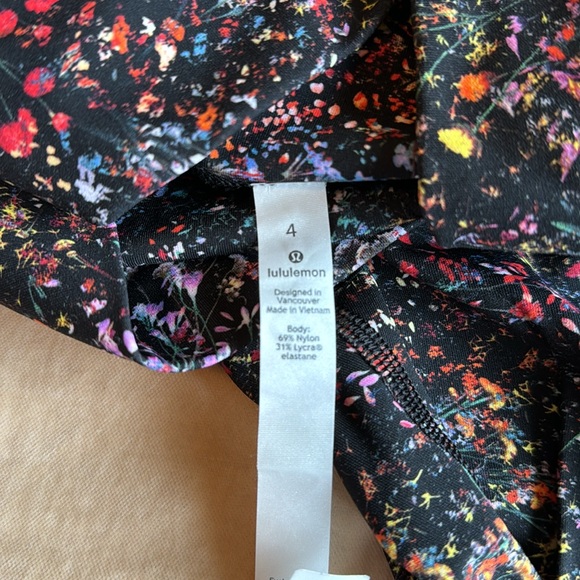 4
lululemon
Designed in
Vancouver
Made in Vietnam
Body:
69% Nylon
31% Lycra®
elastane